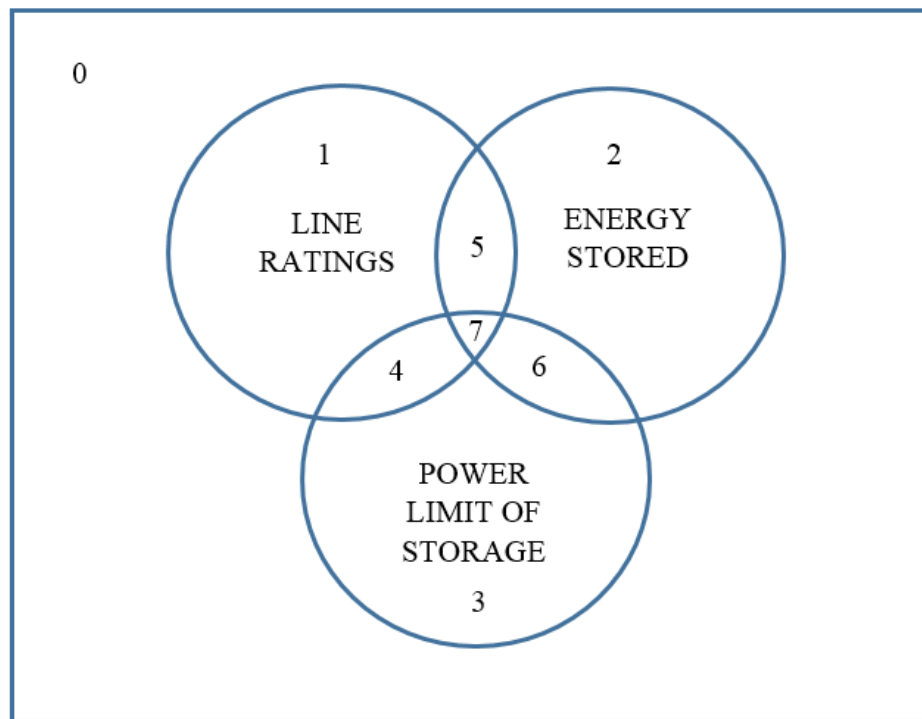 0
1
2
LINE
RATINGS
ENERGY
STORED
5
7
4
6
POWER
LIMIT OF
STORAGE
3